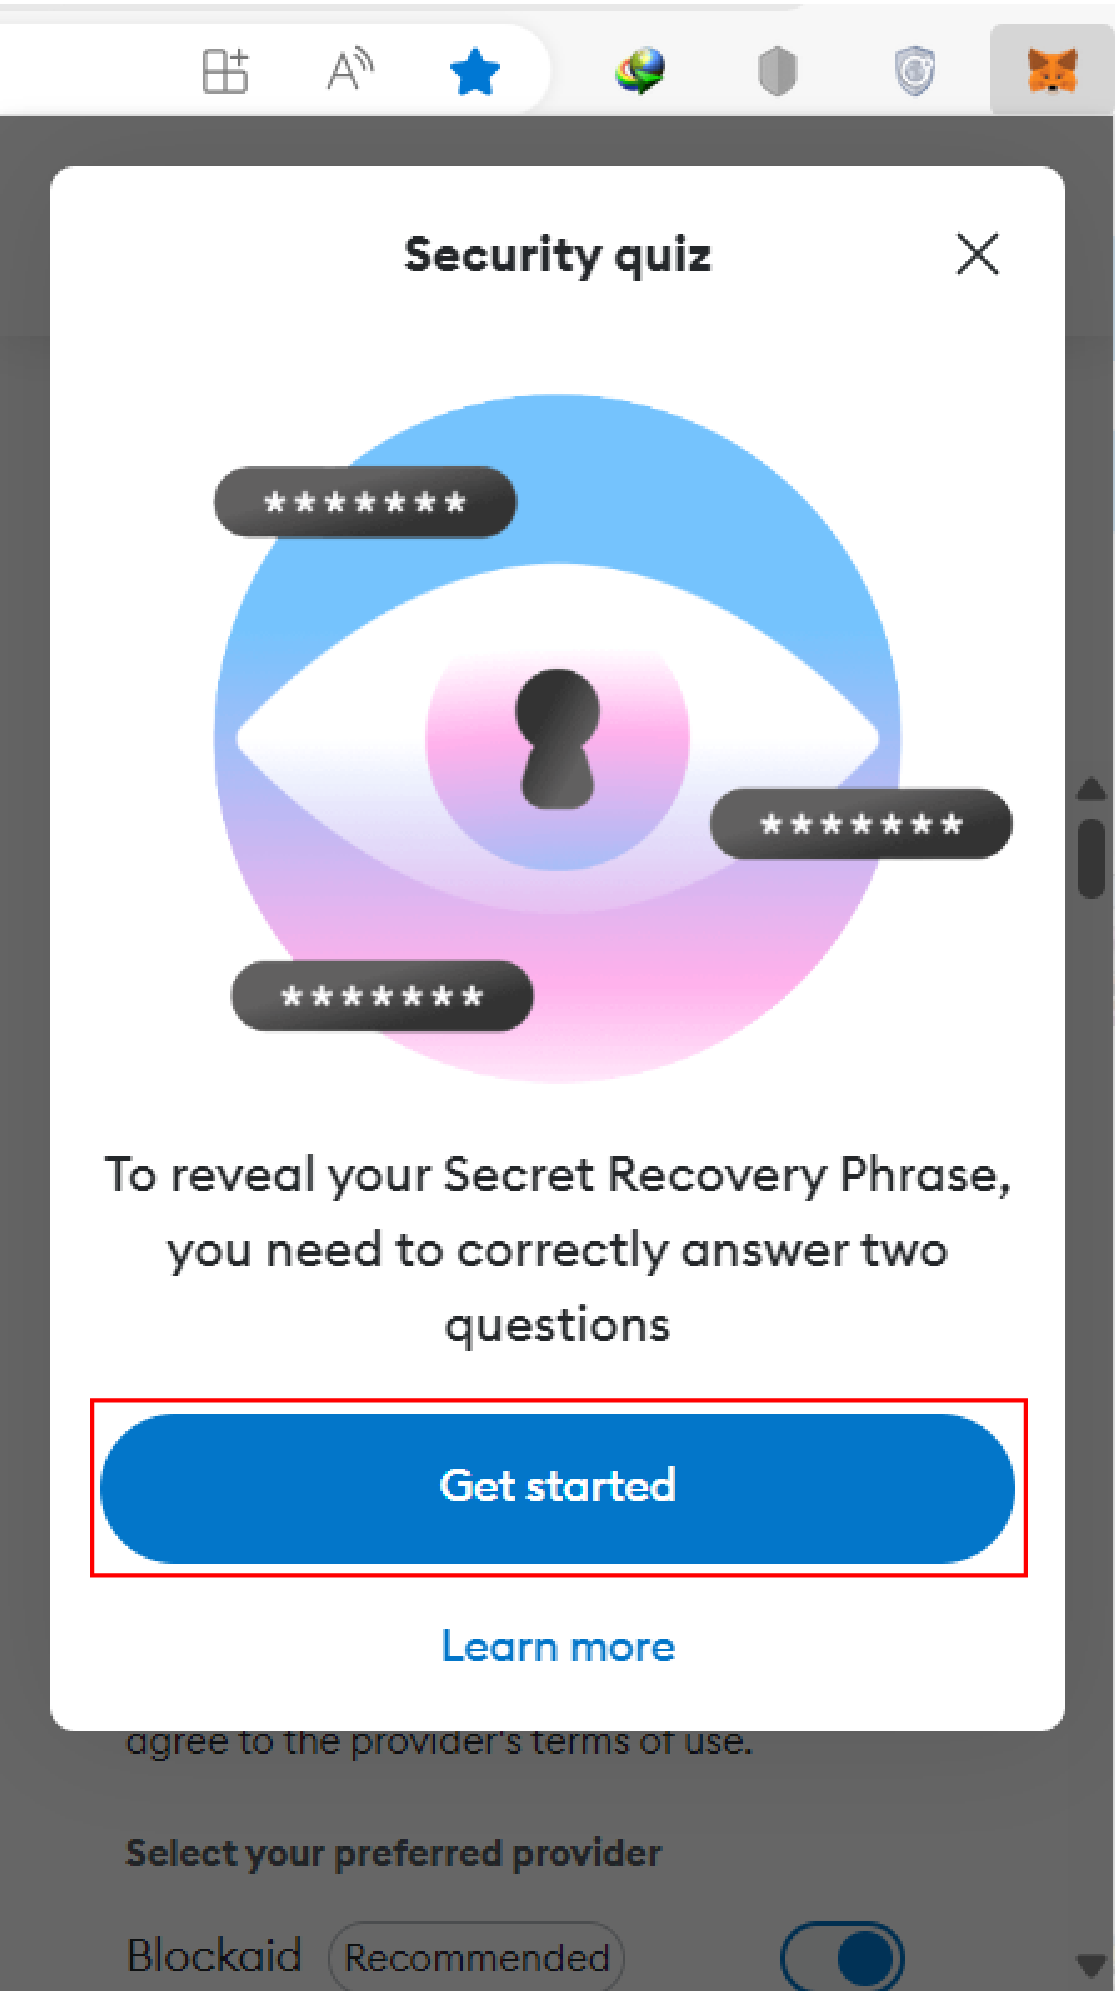 Security quiz
*******
*******
*******
To reveal your Secret Recovery Phrase,
you need to correctly answer two
questions
Get started
Learn more
agree to the provider's terms of use.
Select your preferred provider
Blockaid Recommended